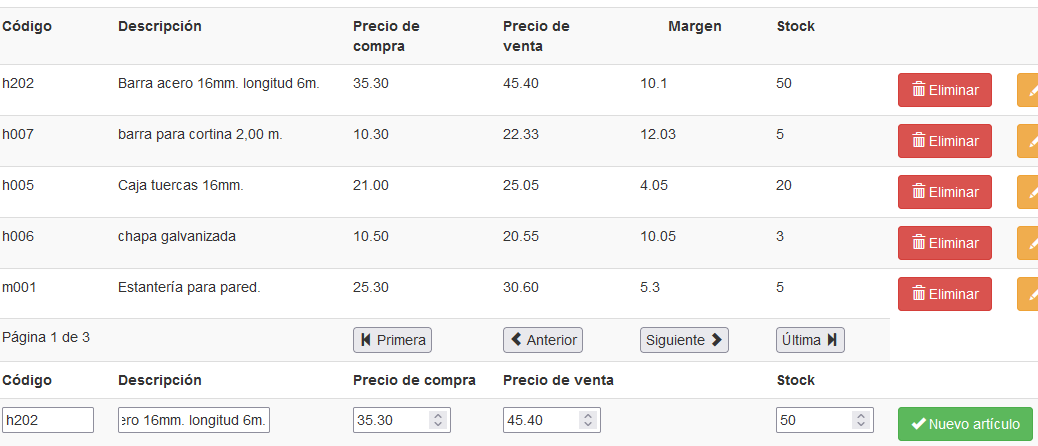 Código Descripción Precio de compra Precio de venta Margen Stock
h202 Barra acero 16mm. longitud 6m. 35.30 45.40 10.1 50 Eliminar
h007 barra para cortina 2,00 m. 10.30 22.33 12.03 5 Eliminar
h005 Caja tuercas 16mm. 21.00 25.05 4.05 20 Eliminar
h006 chapa galvanizada 10.50 20.55 10.05 3 Eliminar
m001 Estantería para pared. 25.30 30.60 5.3 5 Eliminar
Página 1 de 3 Primera Anterior Siguiente Última
Código Descripción Precio de compra Precio de venta Stock
h202 ero 16mm. longitud 6m. 35.30 45.40 50 Nuevo artículo